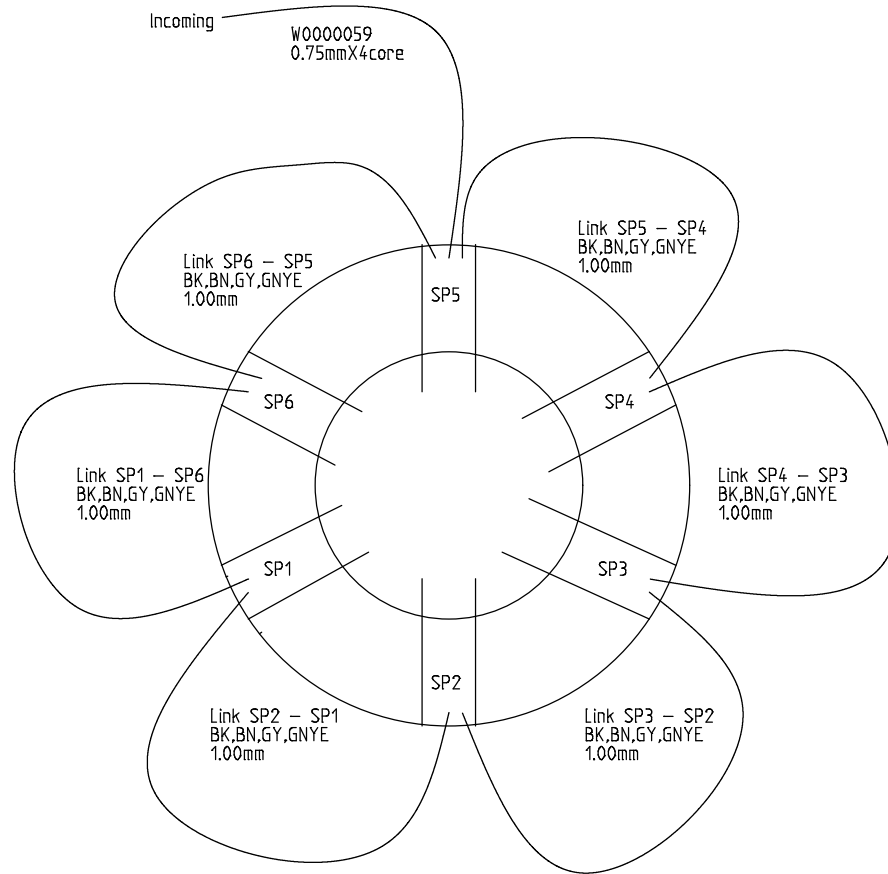 Incoming
W0000059
0.75mmX4core
Link SP5 - SP4
BK,BN,GY,GNYE
1.00mm
Link SP6 - SP5
BK,BN,GY,GNYE
1.00mm
SP5
SP6
SP4
Link SP1 - SP6
BK,BN,GY,GNYE
1.00mm
Link SP4 - SP3
BK,BN,GY,GNYE
1.00mm
SP1
SP3
SP2
Link SP2 - SP1
BK,BN,GY,GNYE
1.00mm
Link SP3 - SP2
BK,BN,GY,GNYE
1.00mm